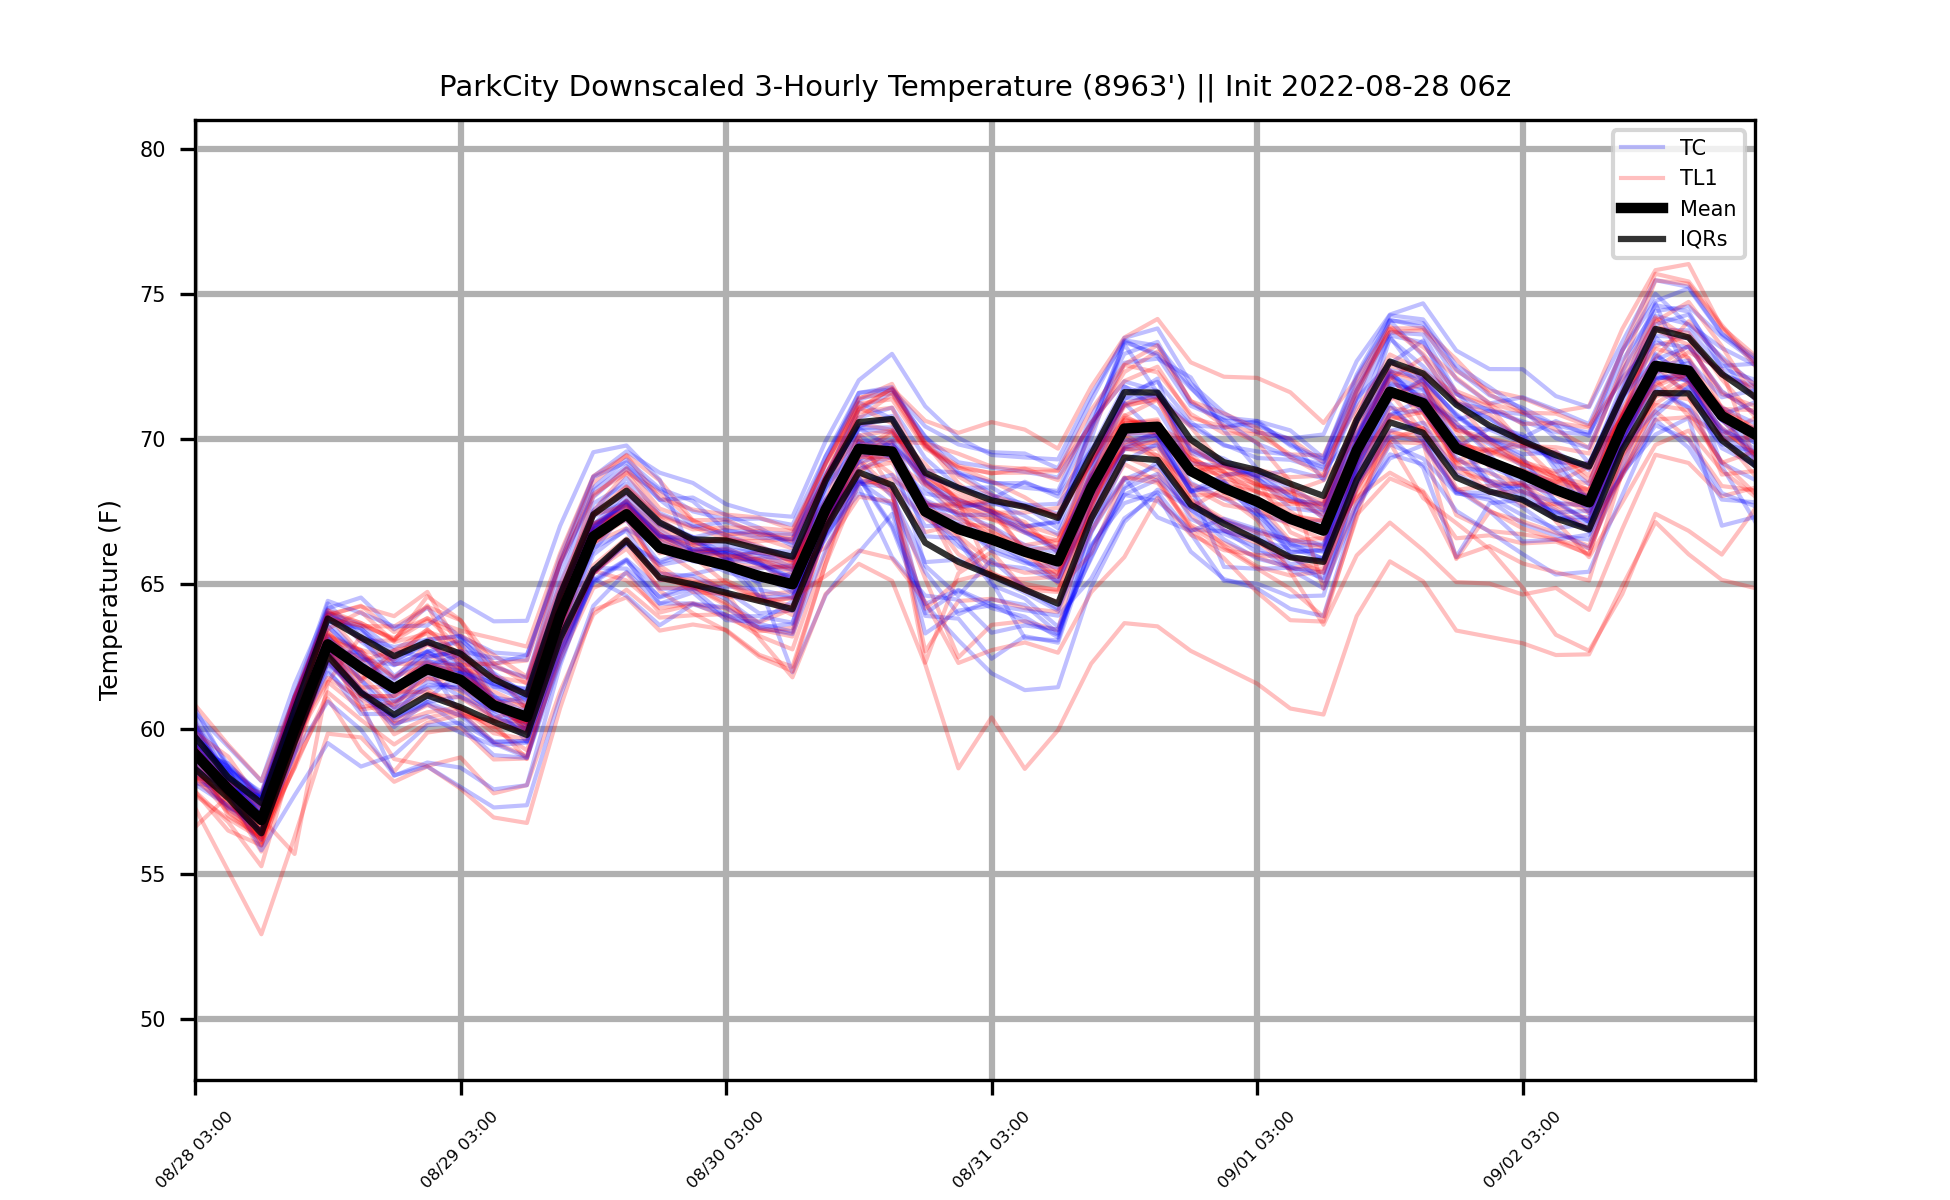 ParkCity Downscaled 3-Hourly Temperature (8963') || Init 2022-08-28 06z
TC
TL1
Mean
IQRs
Temperature (F)
80
75
70
65
60
55
50
08/28 03:00
08/29 03:00
08/30 03:00
08/31 03:00
09/01 03:00
09/02 03:00